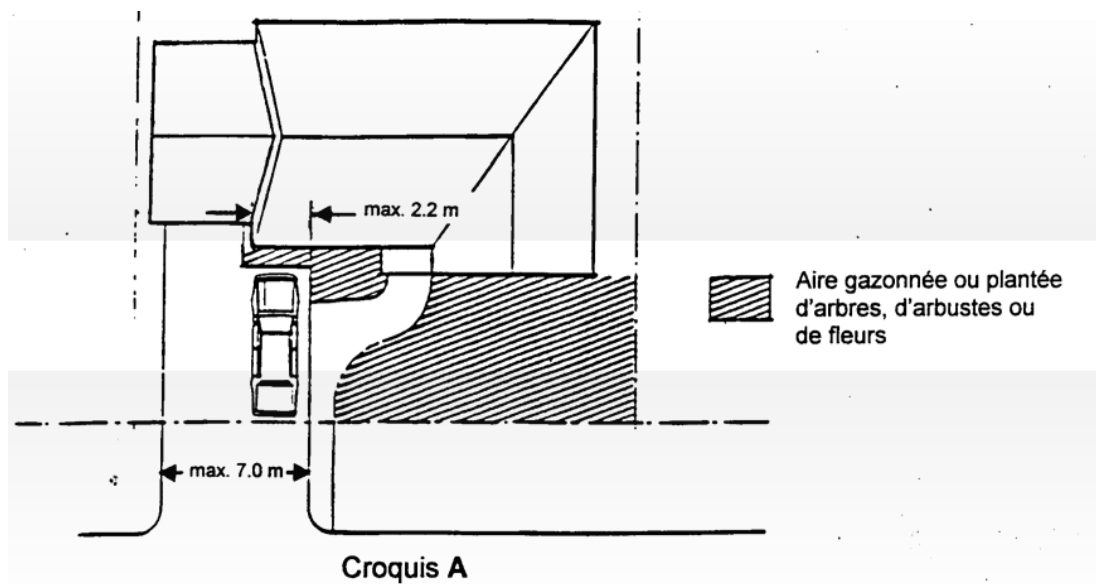 max. 2.2 m
Aire gazonnée ou plantée
d'arbres, d'arbustes ou
de fleurs
max. 7.0 m
Croquis A